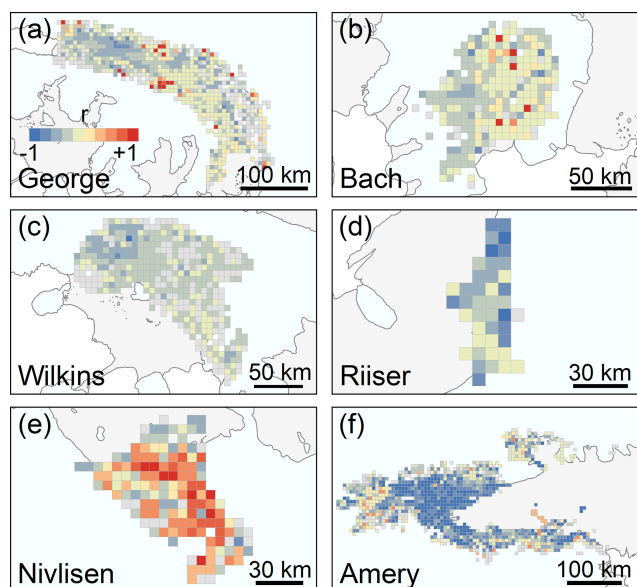 (a)
r
-1 +1
George
100 km
(b)
Bach
50 km
(c)
Wilkins
50 km
(d)
Riiser
30 km
(e)
Nivlisen
30 km
(f)
Amery
100 km